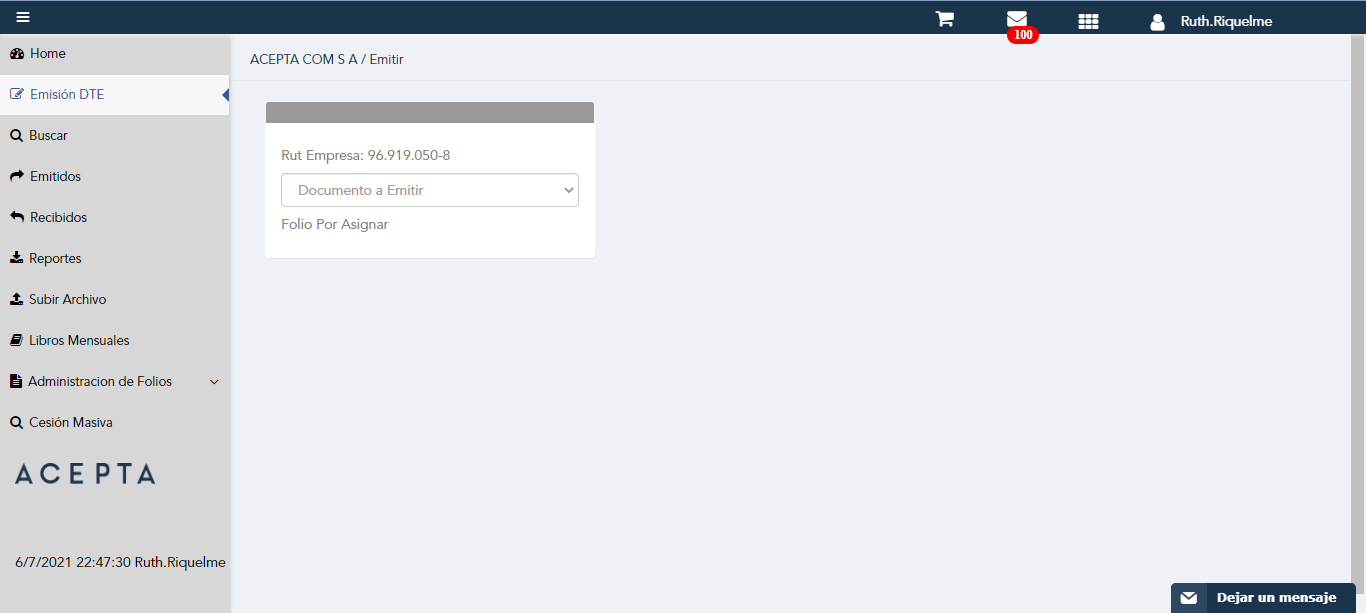 100
Ruth.Riquelme
Home
Emisión DTE
Buscar
Emitidos
Recibidos
Reportes
Subir Archivo
Libros Mensuales
Administracion de Folios
Cesión Masiva
ACEPTA
6/7/2021 22:47:30 Ruth.Riquelme
ACEPTA COM S A / Emitir
Rut Empresa: 96.919.050-8
Documento a Emitir
Folio Por Asignar
Dejar un mensaje